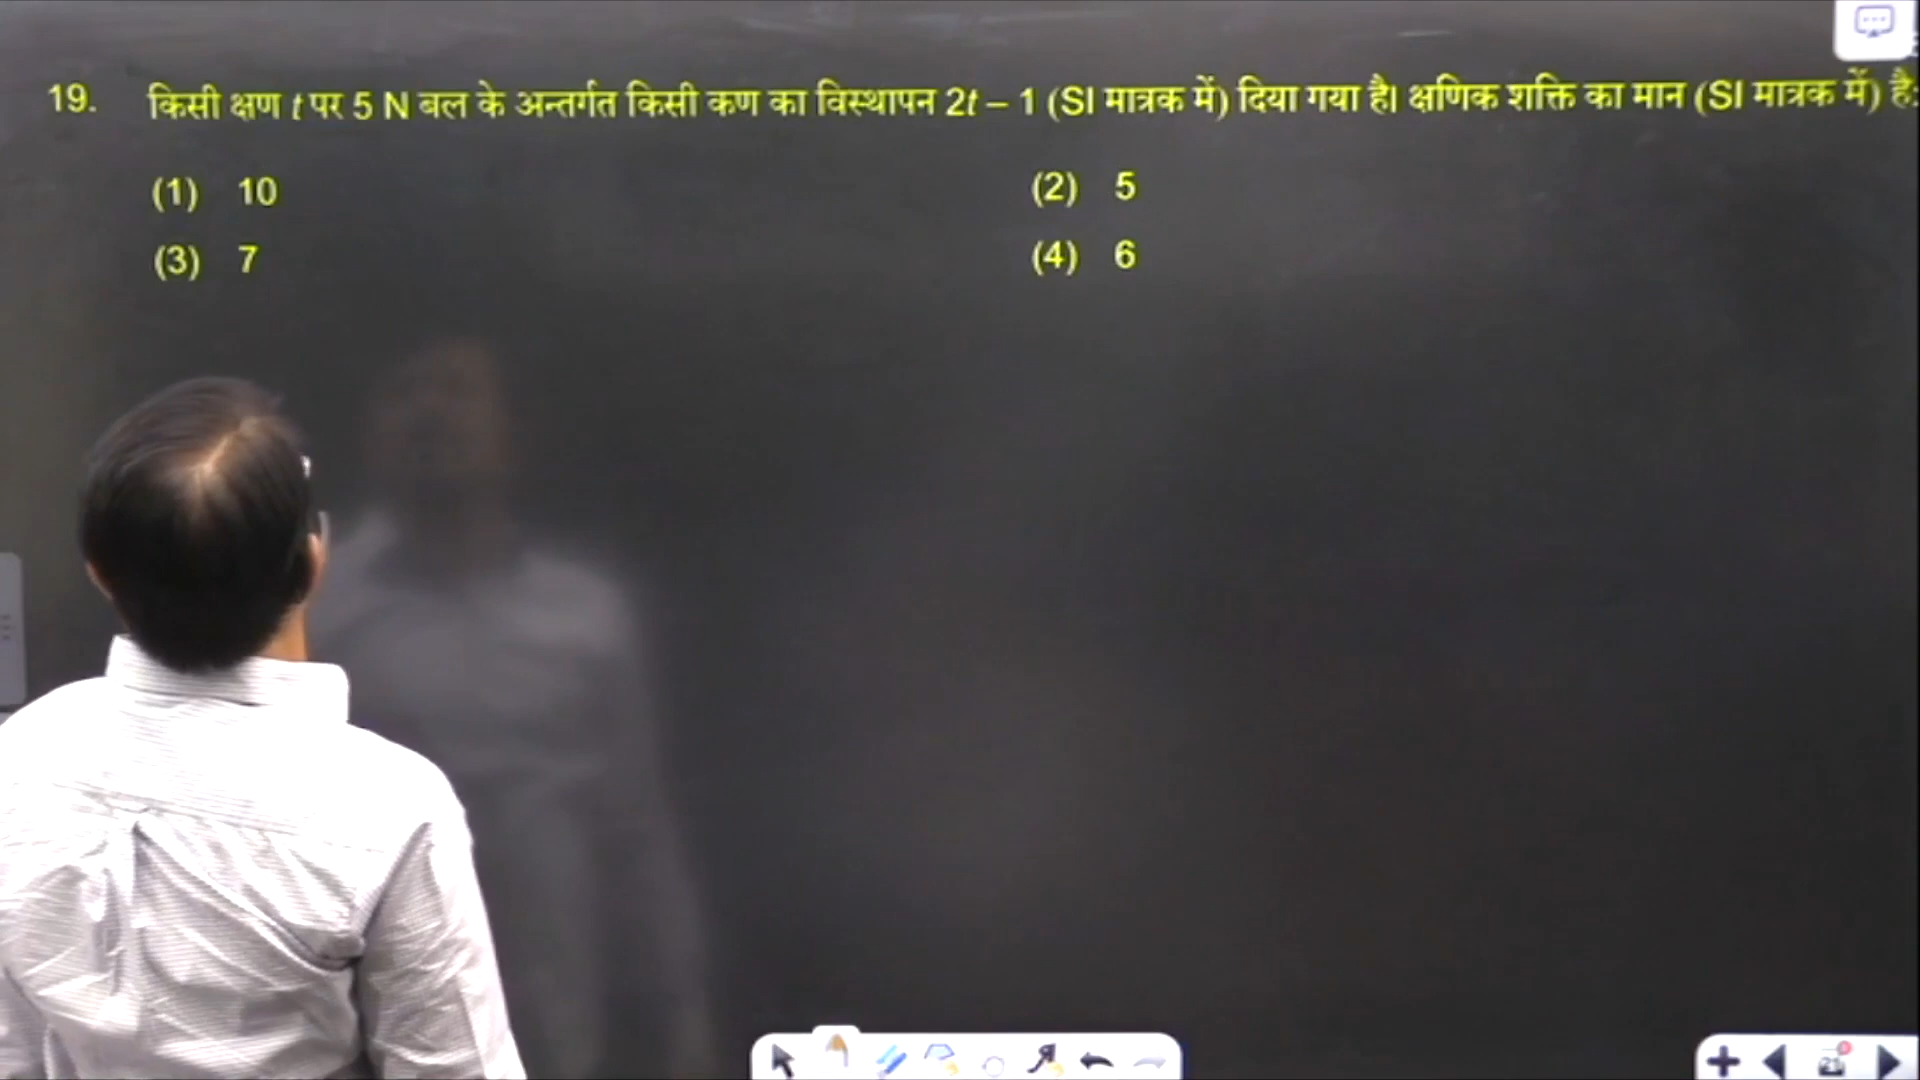 19. किसी क्षण t पर 5 N बल के अन्तर्गत किसी कण का विस्थापन 2t – 1 (SI मात्रक में) दिया गया है। क्षणिक शक्ति का मान (SI मात्रक में) है:
(1) 10 (2) 5
(3) 7 (4) 6
21